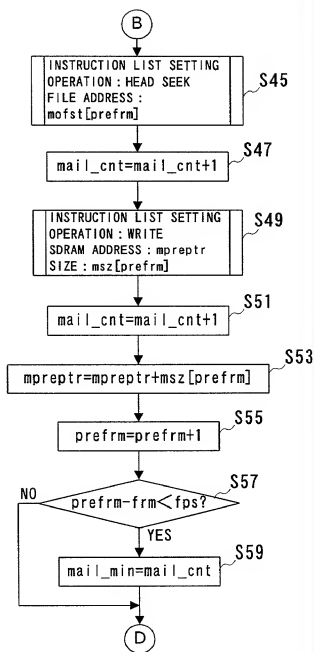 B
INSTRUCTION LIST SETTING
OPERATION : HEAD SEEK
FILE ADDRESS :
mofst[prefrm]
S45
mail_cnt=mail_cnt+1
S47
INSTRUCTION LIST SETTING
OPERATION : WRITE
SDRAM ADDRESS : mpreptr
SIZE : msz[prefrm]
S49
mail_cnt=mail_cnt+1
S51
mpreptr=mpreptr+msz[prefrm]
S53
prefrm=prefrm+1
S55
prefrm-frm<fps?
S57
NO
YES
mail_min=mail_cnt
S59
D